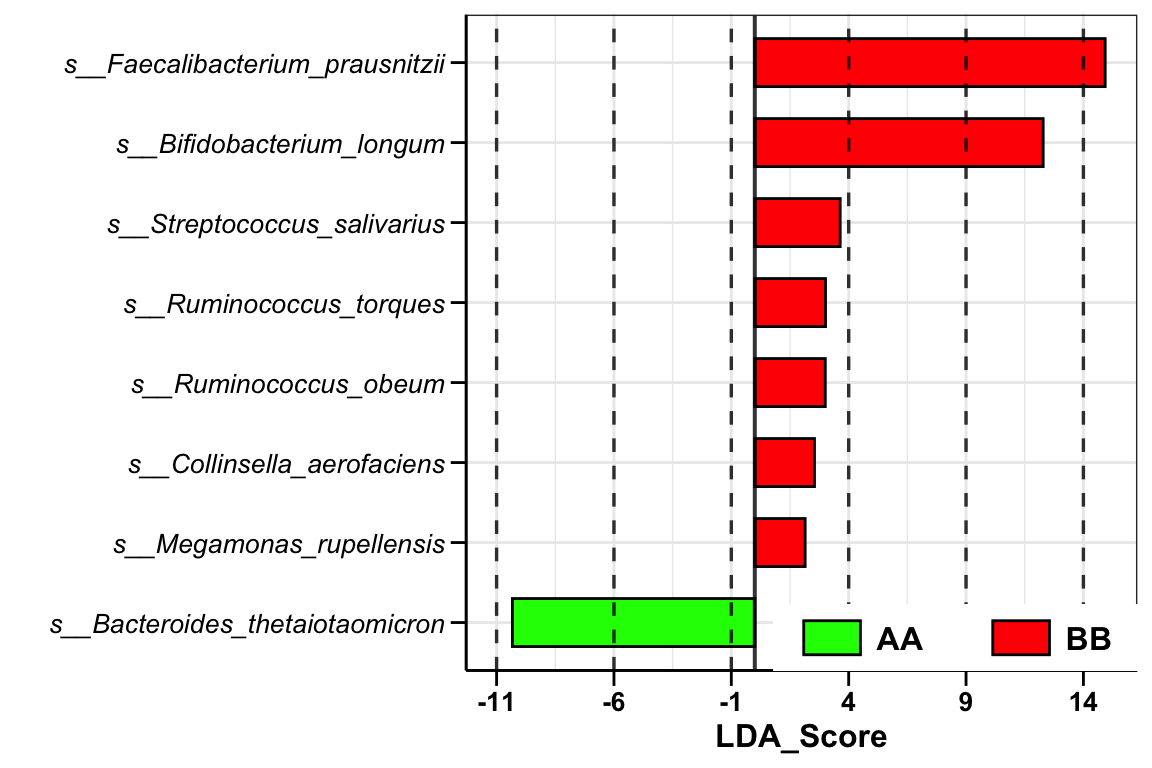 s__Faecalibacterium_prausnitzii
s__Bifidobacterium_longum
s__Streptococcus_salivarius
s__Ruminococcus_torques
s__Ruminococcus_obeum
s__Collinsella_aerofaciens
s__Megamonas_rupellensis
s__Bacteroides_thetaiotaomicron
AA BB
-11 -6 -1 4 9 14
LDA_Score